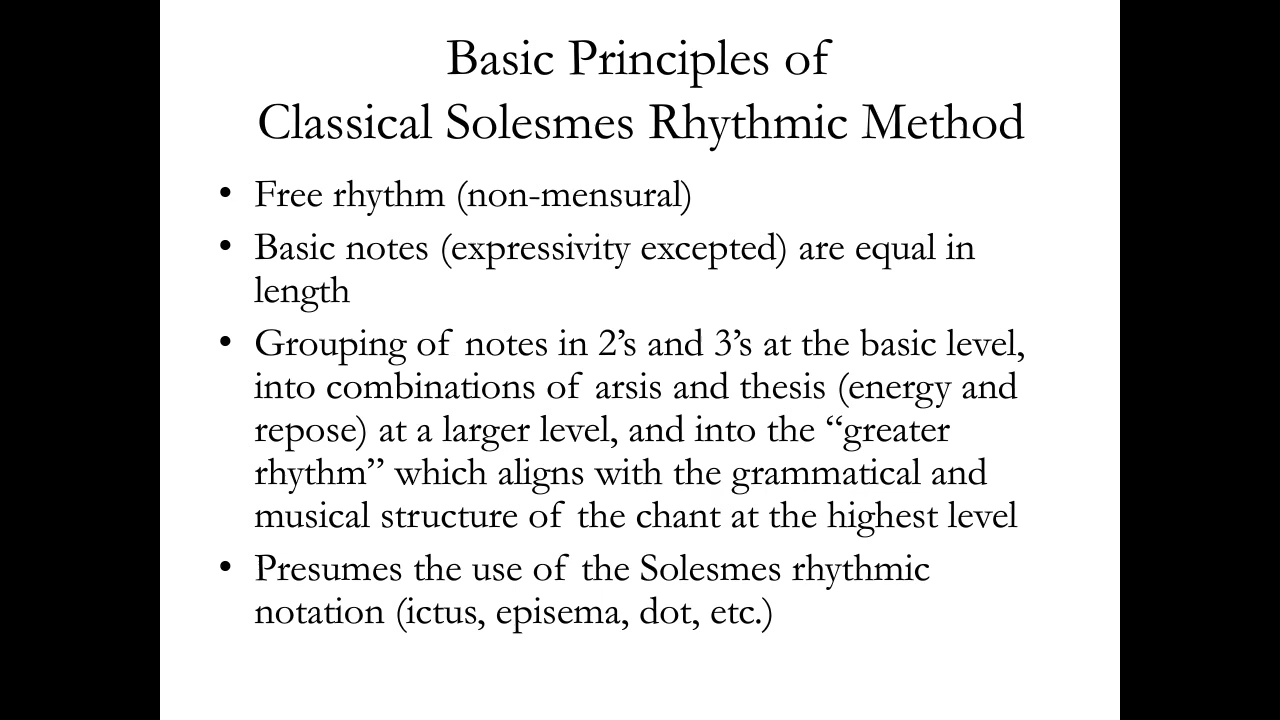 Basic Principles of
Classical Solesmes Rhythmic Method
• Free rhythm (non-mensural)
• Basic notes (expressivity excepted) are equal in
length
• Grouping of notes in 2’s and 3’s at the basic level,
into combinations of arsis and thesis (energy and
repose) at a larger level, and into the “greater
rhythm” which aligns with the grammatical and
musical structure of the chant at the highest level
• Presumes the use of the Solesmes rhythmic
notation (ictus, episema, dot, etc.)